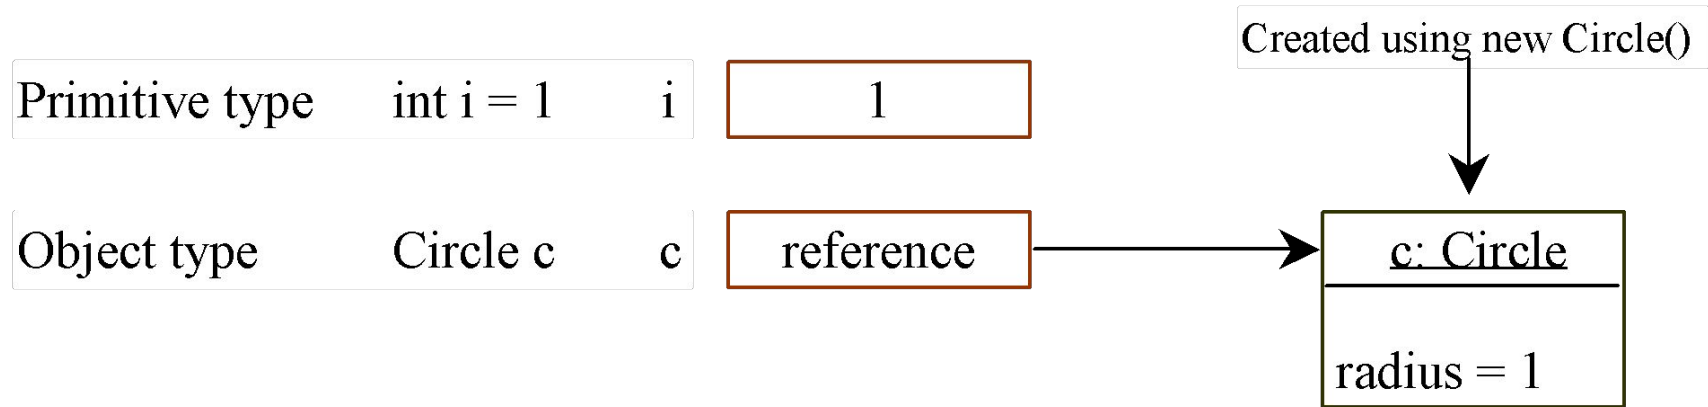 Created using new Circle()
Primitive type int i = 1 i 1
Object type Circle c c reference c: Circle
radius = 1